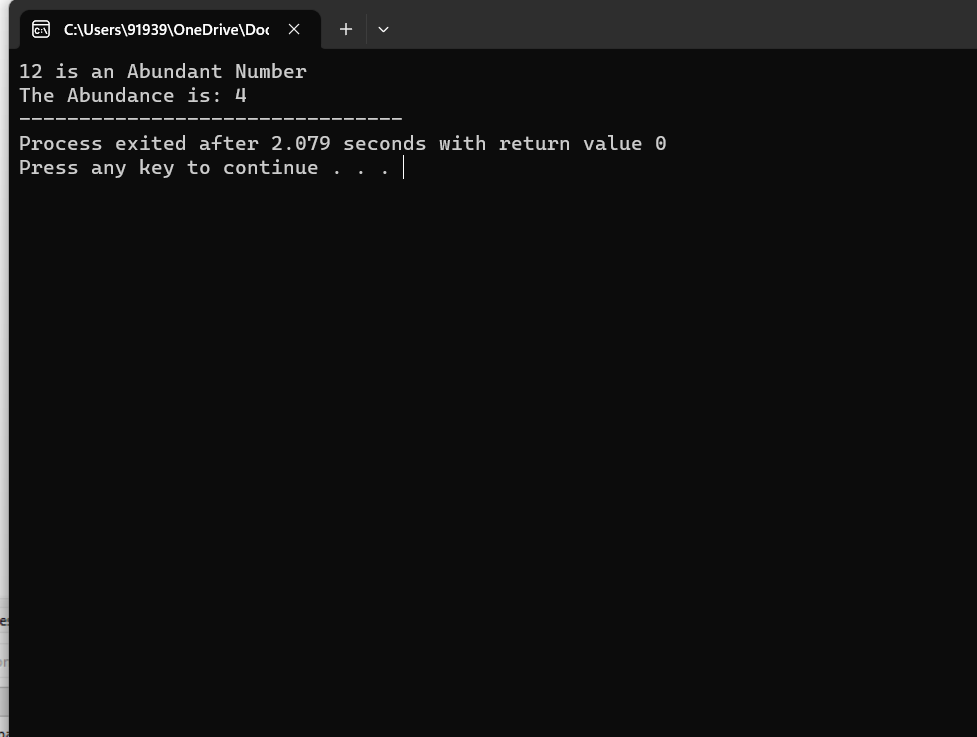 C:\Users\91939\OneDrive\Doc
12 is an Abundant Number
The Abundance is: 4
--------------------------------
Process exited after 2.079 seconds with return value 0
Press any key to continue . . .